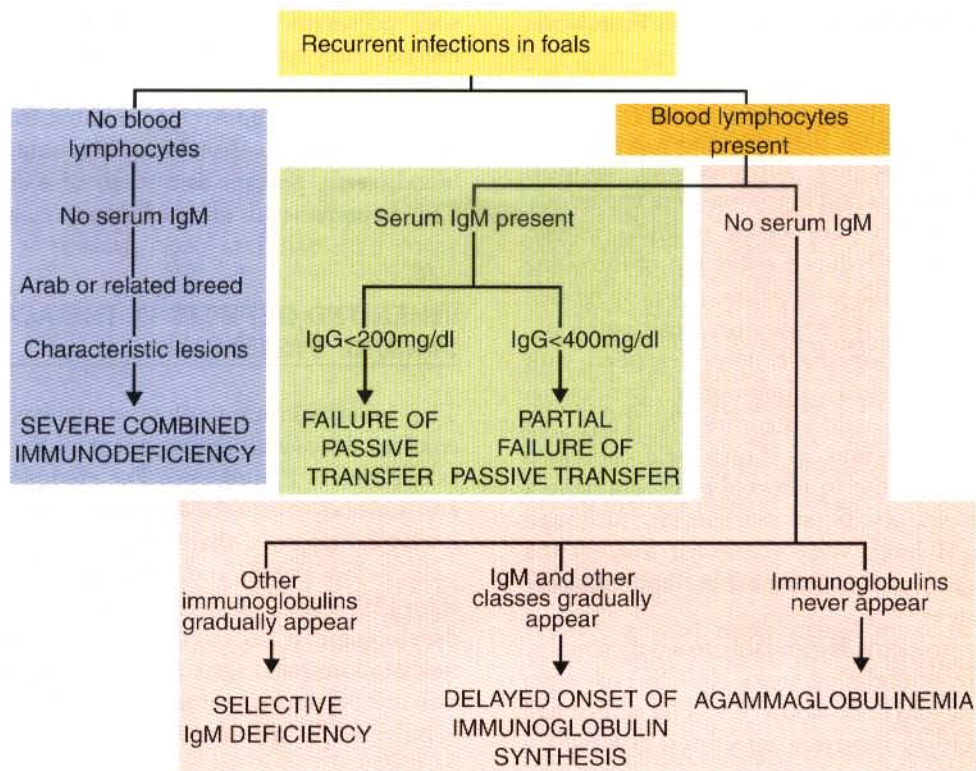 Recurrent infections in foals
No blood
lymphocytes
No serum IgM
Arab or related breed
Characteristic lesions
SEVERE COMBINED
IMMUNODEFICIENCY
Blood lymphocytes
present
Serum IgM present
IgG<200mg/dl
FAILURE OF
PASSIVE
TRANSFER
IgG<400mg/dl
PARTIAL
FAILURE OF
PASSIVE TRANSFER
No serum IgM
Other
immunoglobulins
gradually appear
SELECTIVE
IgM DEFICIENCY
IgM and other
classes gradually
appear
DELAYED ONSET OF
IMMUNOGLOBULIN
SYNTHESIS
Immunoglobulins
never appear
AGAMMAGLOBULINEMIA